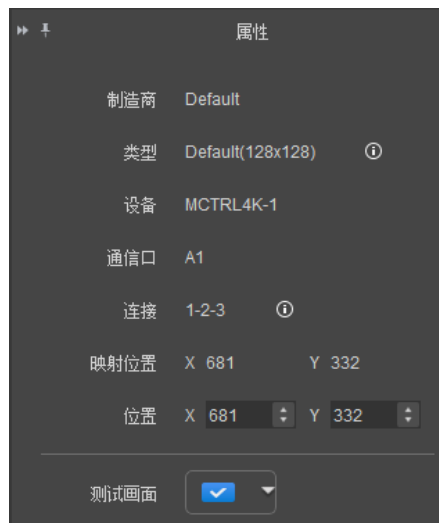 属性
制造商 Default
类型 Default(128x128)
设备 MCTRL4K-1
通信口 A1
连接 1-2-3
映射位置 X 681 Y 332
位置 X 681 Y 332
测试画面